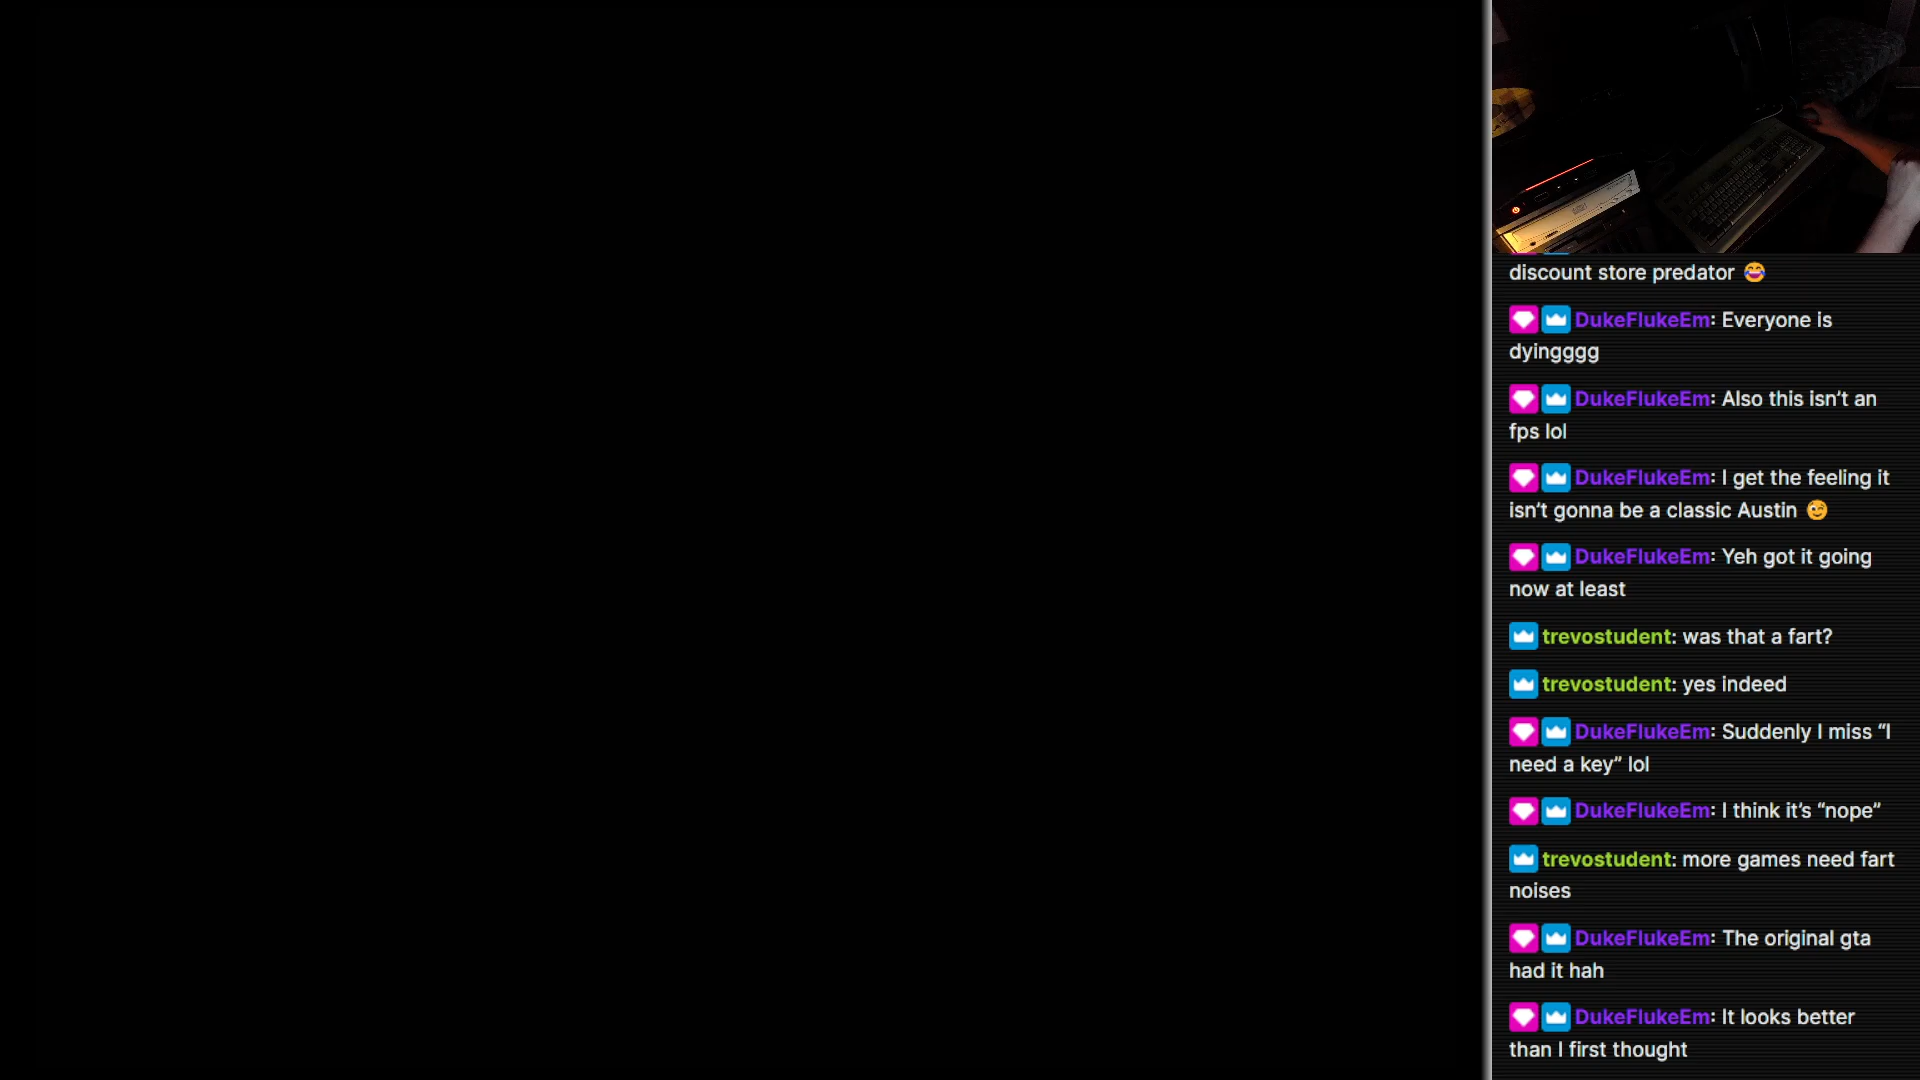 discount store predator 😂
DukeFlukeEm: Everyone is
dyingggg
DukeFlukeEm: Also this isn’t an
fps lol
DukeFlukeEm: I get the feeling it
isn’t gonna be a classic Austin 😉
DukeFlukeEm: Yeh got it going
now at least
trevostudent: was that a fart?
trevostudent: yes indeed
DukeFlukeEm: Suddenly I miss “I
need a key” lol
DukeFlukeEm: I think it’s “nope”
trevostudent: more games need fart
noises
DukeFlukeEm: The original gta
had it hah
DukeFlukeEm: It looks better
than I first thought